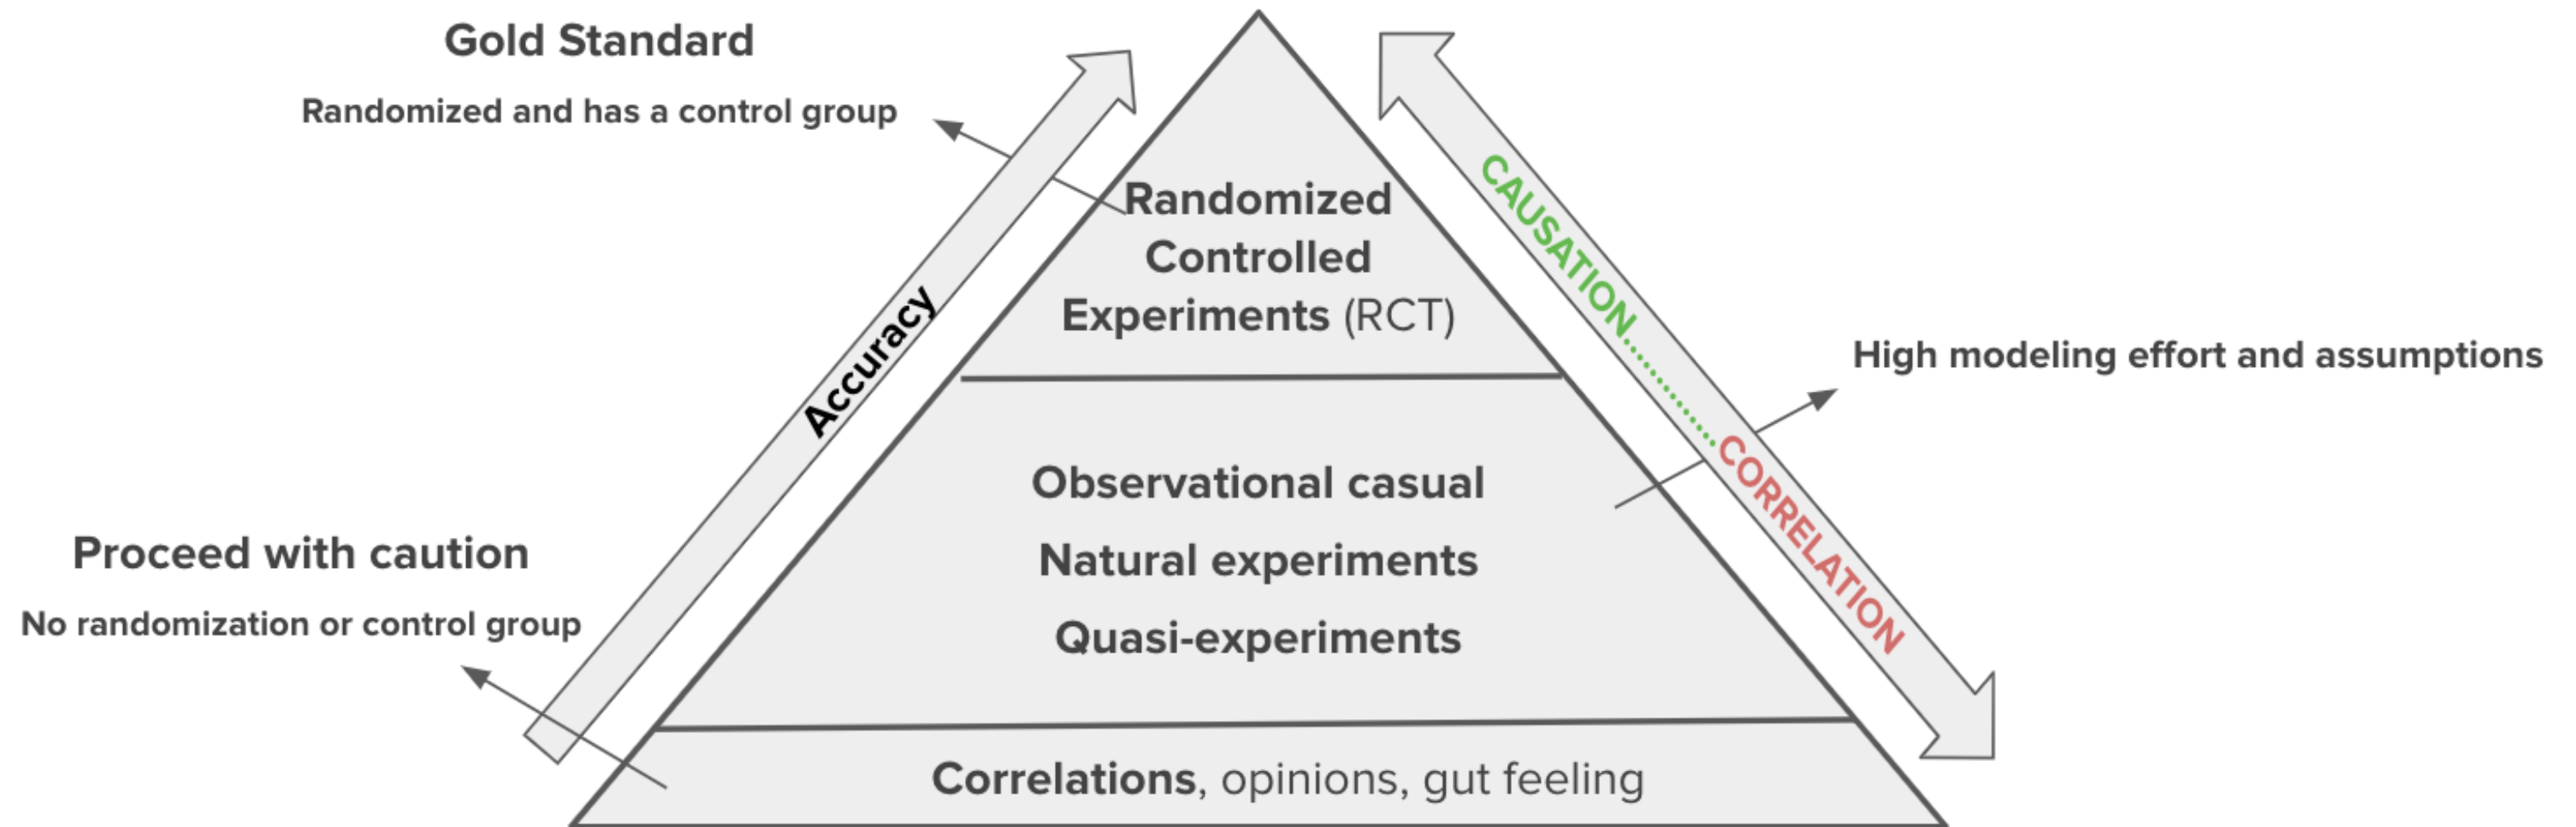 Gold Standard
Randomized and has a control group
Randomized
Controlled
Experiments (RCT)
Accuracy
CAUSATION..........CORRELATION
High modeling effort and assumptions
Observational casual
Natural experiments
Quasi-experiments
Proceed with caution
No randomization or control group
Correlations, opinions, gut feeling